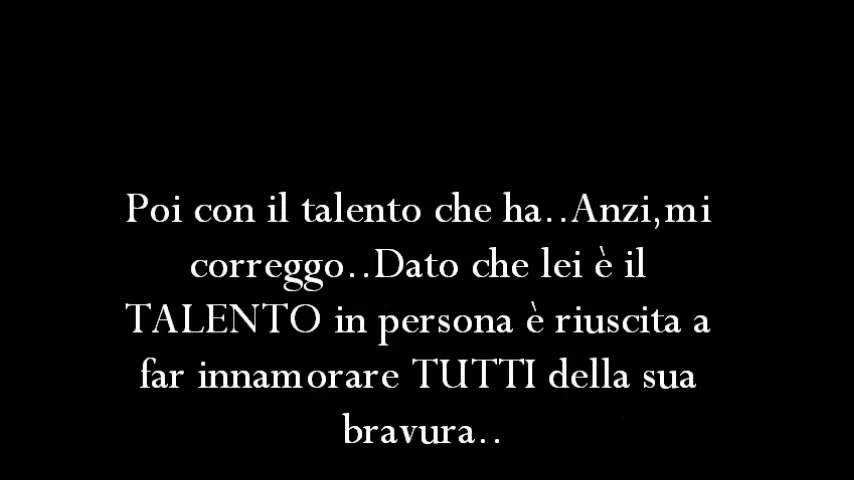 Poi con il talento che ha..Anzi,mi
correggo..Dato che lei è il
TALENTO in persona è riuscita a
far innamorare TUTTI della sua
bravura..